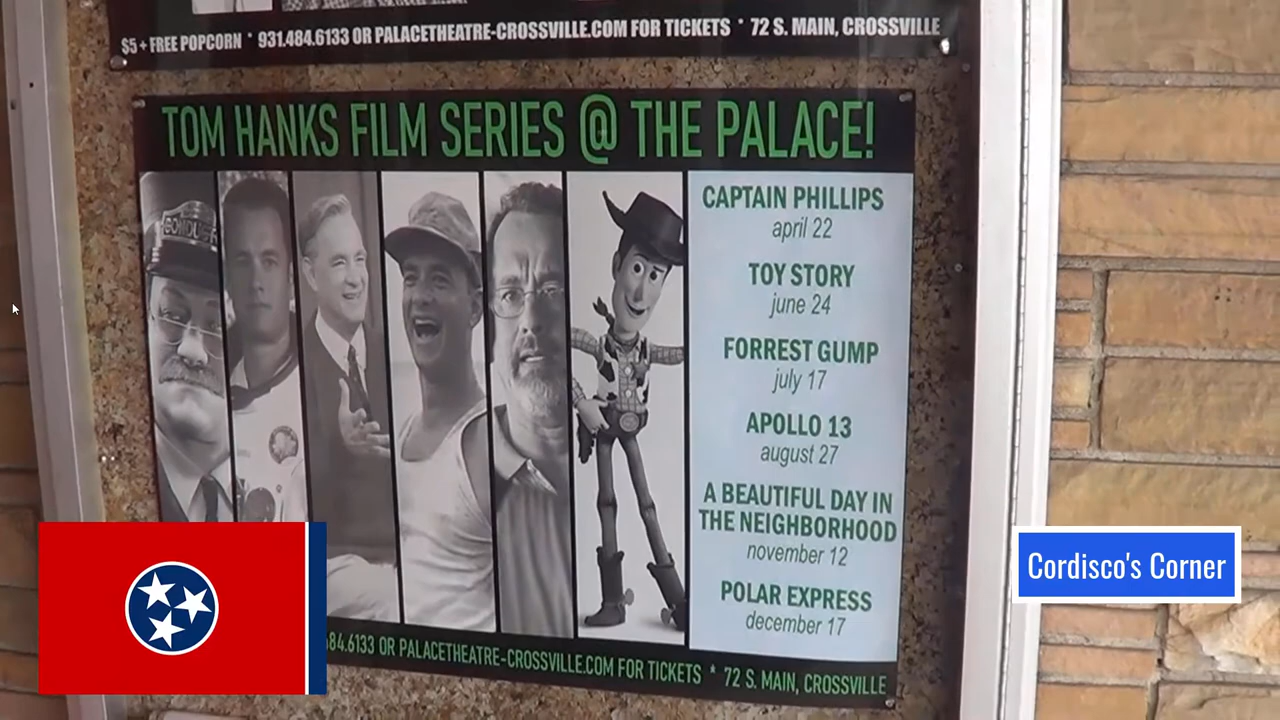 $5 + FREE POPCORN * 931.484.6133 OR PALACETHEATRE-CROSSVILLE.COM FOR TICKETS * 72 S. MAIN, CROSSVILLE
TOM HANKS FILM SERIES @ THE PALACE!
CAPTAIN PHILLIPS
april 22
TOY STORY
june 24
FORREST GUMP
july 17
APOLLO 13
august 27
A BEAUTIFUL DAY IN
THE NEIGHBORHOOD
november 12
POLAR EXPRESS
december 17
84.6133 OR PALACETHEATRE-CROSSVILLE.COM FOR TICKETS * 72 S. MAIN, CROSSVILLE
Cordisco's Corner